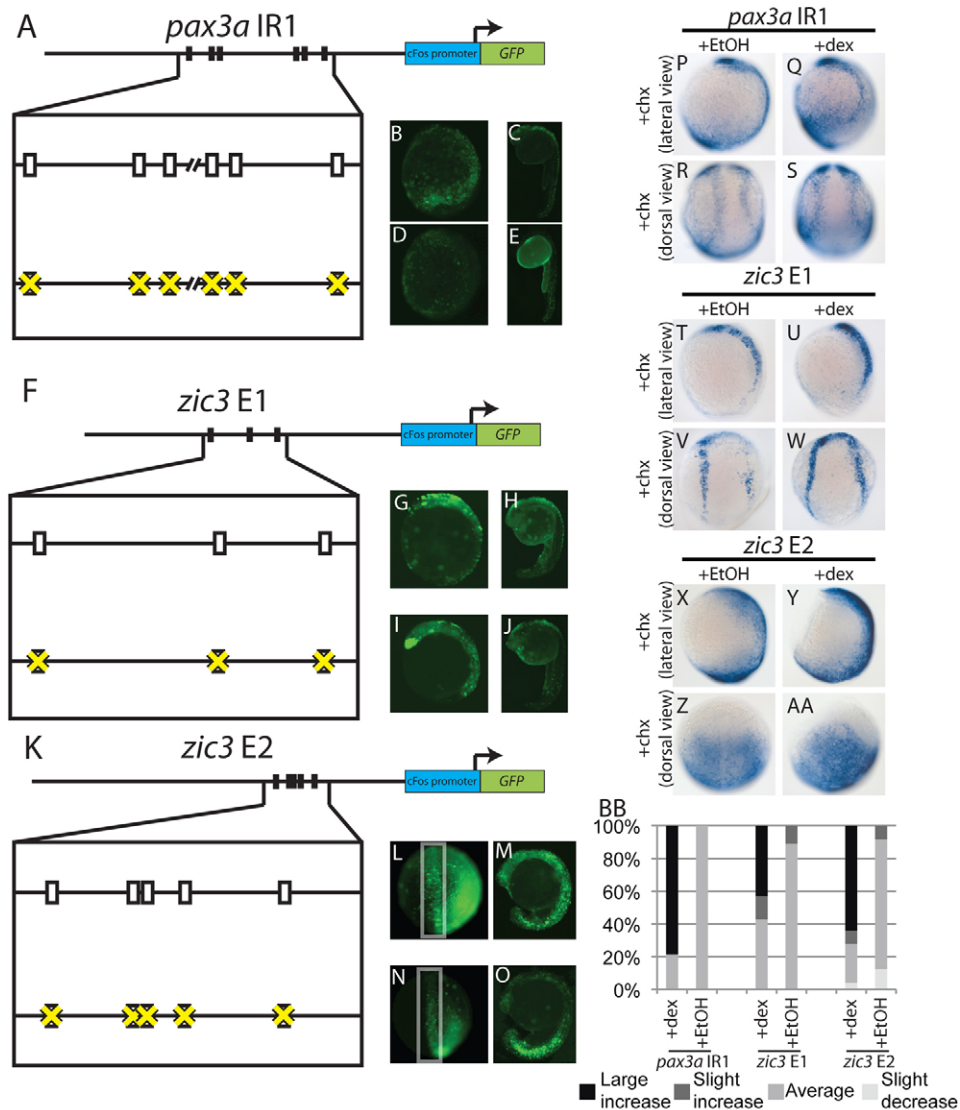 A
pax3a IR1
cFos promoter
GFP
B
C
D
E
F
zic3 E1
cFos promoter
GFP
G
H
I
J
K
zic3 E2
cFos promoter
GFP
L
M
N
O
pax3a IR1
+EtOH
+dex
+chx
(lateral view)
P
Q
+chx
(dorsal view)
R
S
zic3 E1
+EtOH
+dex
+chx
(lateral view)
T
U
+chx
(dorsal view)
V
W
zic3 E2
+EtOH
+dex
+chx
(lateral view)
X
Y
+chx
(dorsal view)
Z
AA
BB
100%
80%
60%
40%
20%
0%
+dex
+EtOH
+dex
+EtOH
+dex
+EtOH
pax3a IR1
zic3 E1
zic3 E2
Large
increase
Slight
increase
Average
Slight
decrease